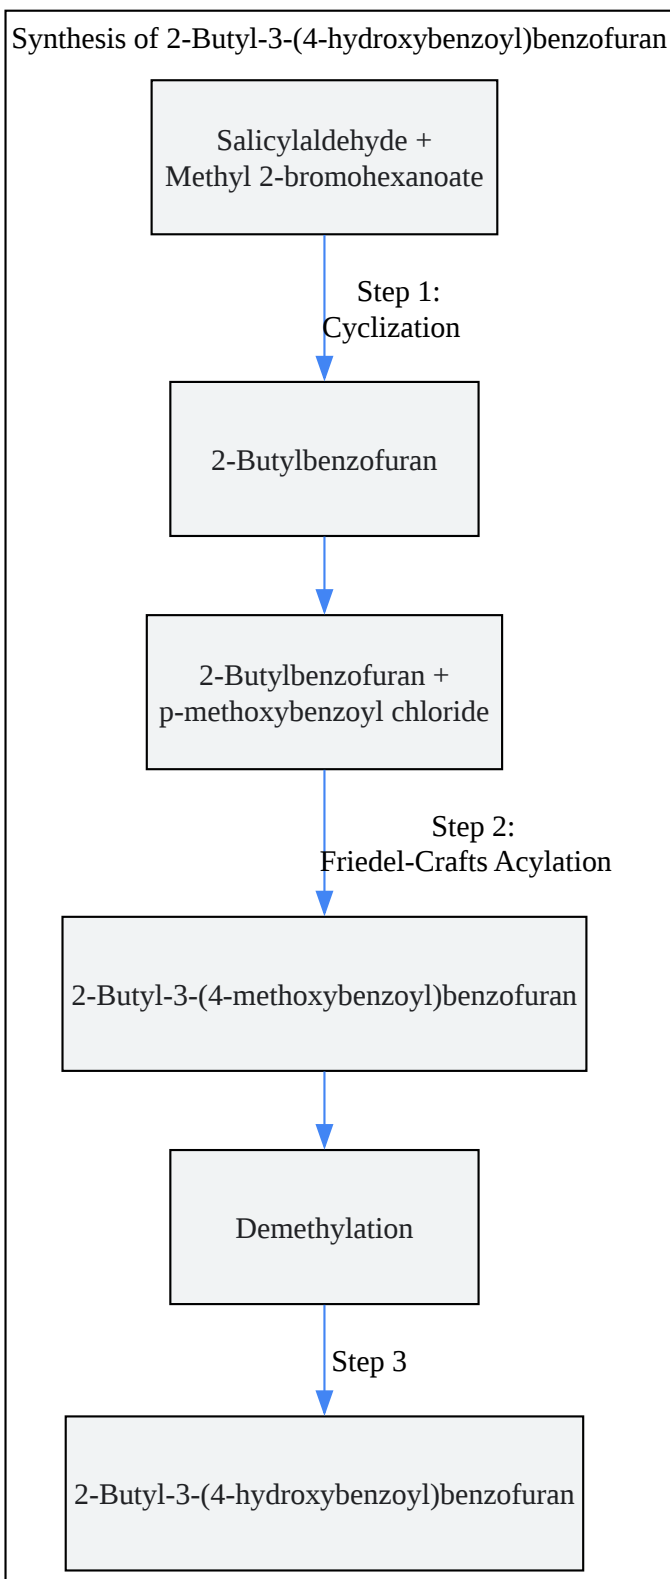 Synthesis of 2-Butyl-3-(4-hydroxybenzoyl)benzofuran
Salicylaldehyde +
Methyl 2-bromohexanoate
Step 1:
Cyclization
2-Butylbenzofuran
2-Butylbenzofuran +
p-methoxybenzoyl chloride
Step 2:
Friedel-Crafts Acylation
2-Butyl-3-(4-methoxybenzoyl)benzofuran
Demethylation
Step 3
2-Butyl-3-(4-hydroxybenzoyl)benzofuran